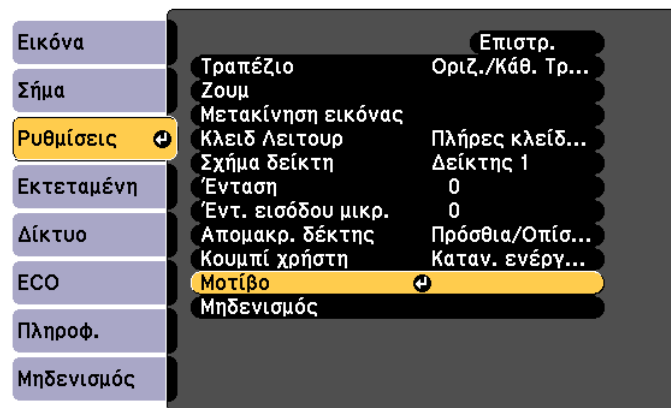 Εικόνα
Σήμα
Ρυθμίσεις
Εκτεταμένη
Δίκτυο
ECO
Πληροφ.
Μηδενισμός
Επιστρ.
Τραπέζιο Οριζ./Κάθ. Τρ...
Ζουμ
Μετακίνηση εικόνας
Κλειδ Λειτουρ Πλήρες κλείδ...
Σχήμα δείκτη Δείκτης 1
Ένταση 0
Έντ. εισόδου μικρ. 0
Απομακρ. δέκτης Πρόσθια/Οπίσ...
Κουμπί χρήστη Καταν. ενέργ...
Μοτίβο
Μηδενισμός